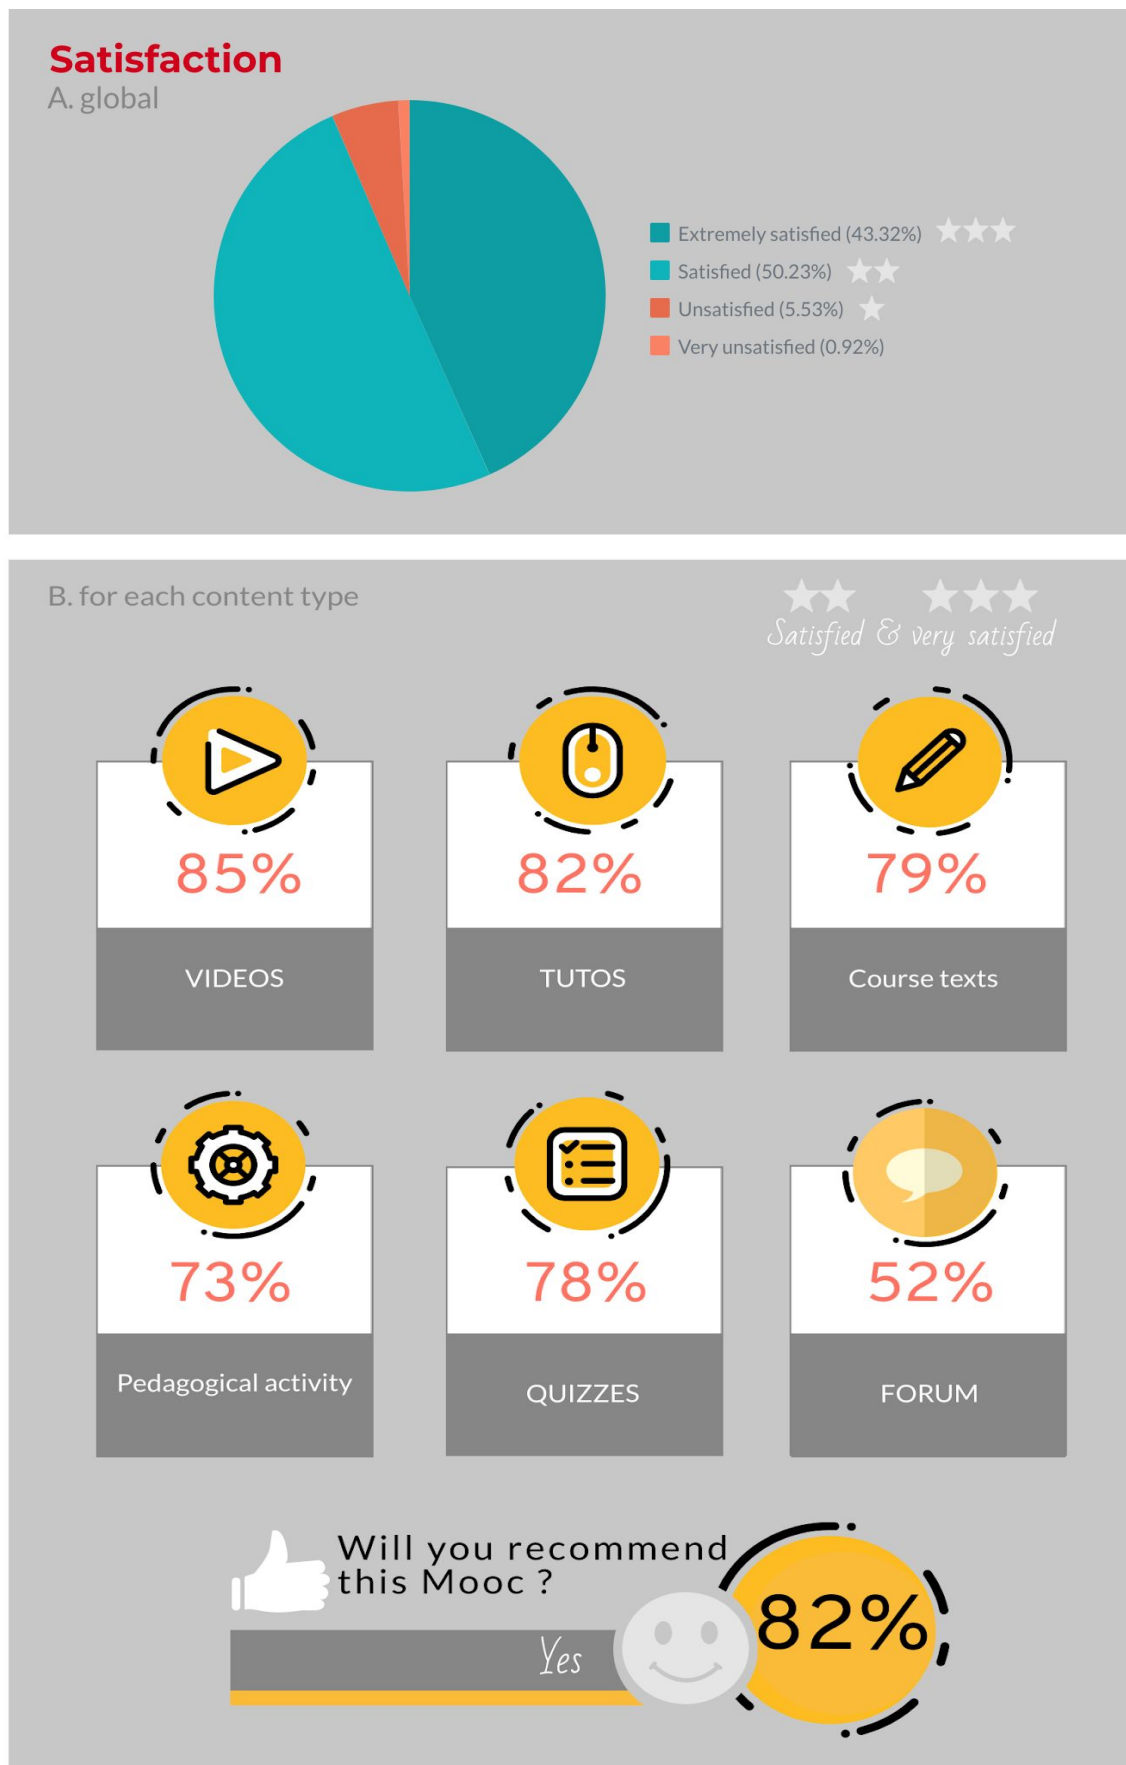 Satisfaction
A. global
Extremely satisfied (43.32%)
Satisfied (50.23%)
Unsatisfied (5.53%)
Very unsatisfied (0.92%)
B. for each content type
Satisfied & very satisfied
85%
VIDEOS
82%
TUTOS
79%
Course texts
73%
Pedagogical activity
78%
QUIZZES
52%
FORUM
Will you recommend
this Mooc ?
Yes
82%